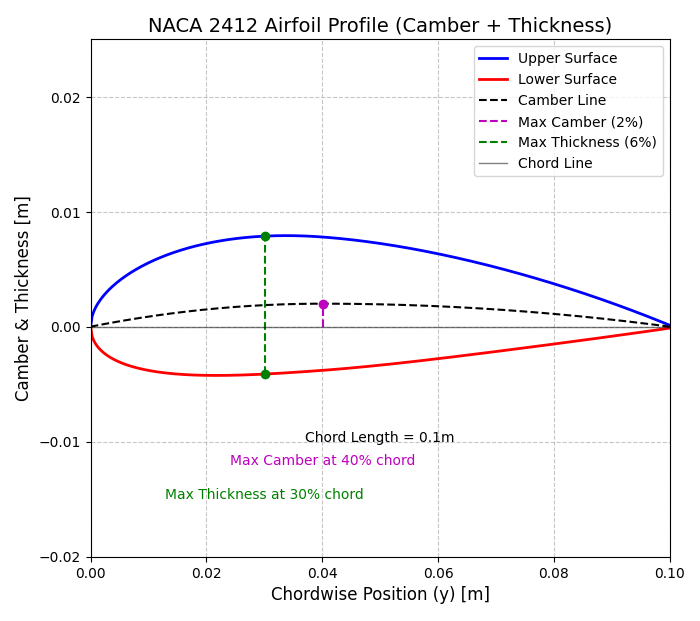 NACA 2412 Airfoil Profile (Camber + Thickness)
Upper Surface
Lower Surface
Camber Line
Max Camber (2%)
Max Thickness (6%)
Chord Line
Camber & Thickness [m]
0.02
0.01
0.00
−0.01
−0.02
Chord Length = 0.1m
Max Camber at 40% chord
Max Thickness at 30% chord
0.00 0.02 0.04 0.06 0.08 0.10
Chordwise Position (y) [m]